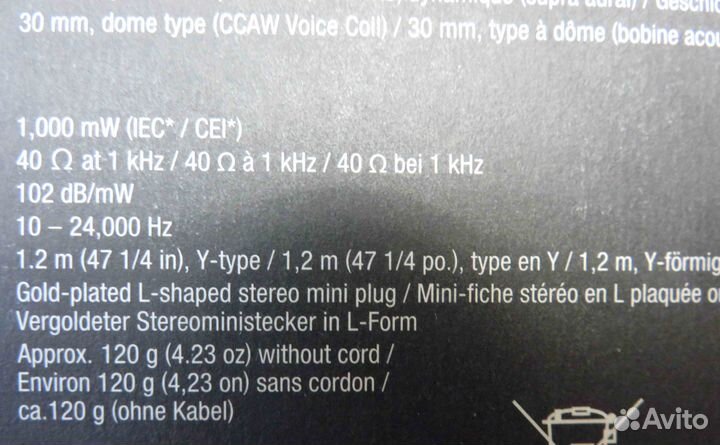 dynamique (supra aural) /
30 mm, dome type (CCAW Voice Coil) / 30 mm, type à dôme (bobine
1,000 mW (IEC* / CEI*)
40 Ω at 1 kHz / 40 Ω à 1 kHz / 40 Ω bei 1 kHz
102 dB/mW
10 – 24,000 Hz
1.2 m (47 1/4 in), Y-type / 1,2 m (47 1/4 po.), type en Y / 1,2 m, Y-förmig
Gold-plated L-shaped stereo mini plug / Mini-fiche stéréo en L plaquée
Vergoldeter Stereoministecker in L-Form
Approx. 120 g (4.23 oz) without cord /
Environ 120 g (4,23 on) sans cordon /
ca.120 g (ohne Kabel)
Avito